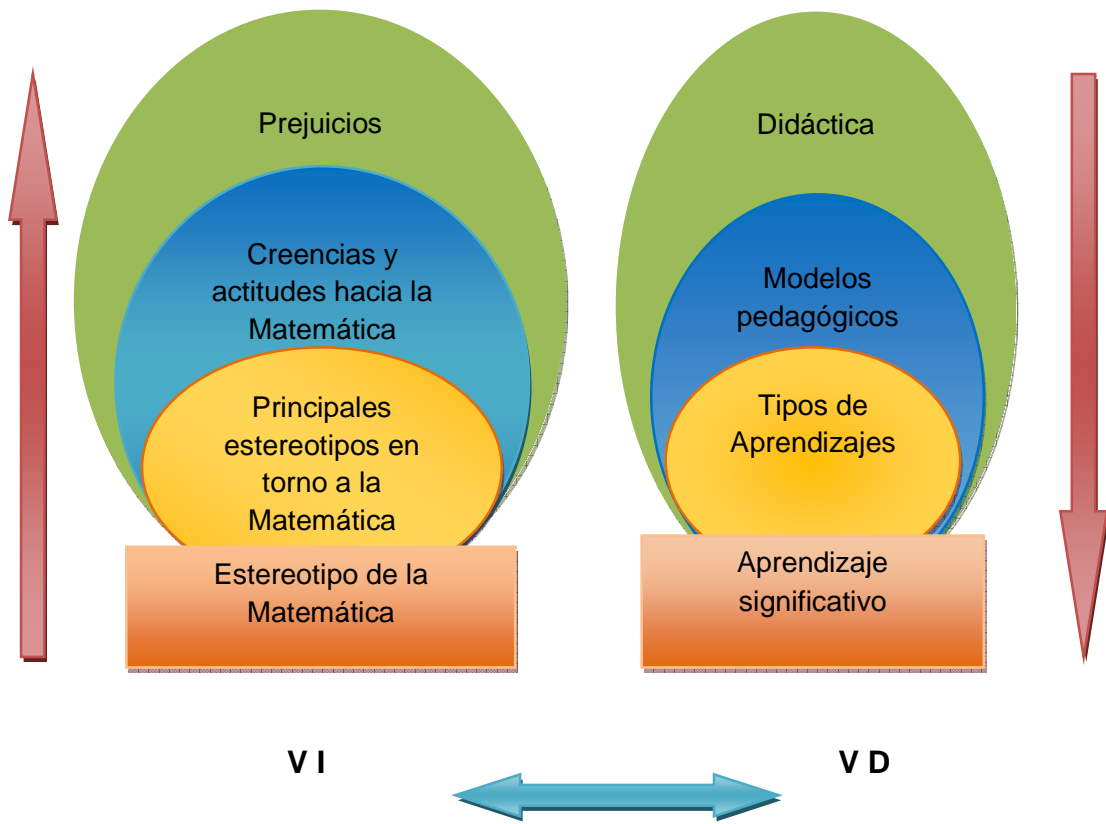 Prejuicios
Creencias y
actitudes hacia la
Matemática
Principales
estereotipos en
torno a la
Matemática
Estereotipo de la
Matemática
Didáctica
Modelos
pedagógicos
Tipos de
Aprendizajes
Aprendizaje
significativo
V I
V D